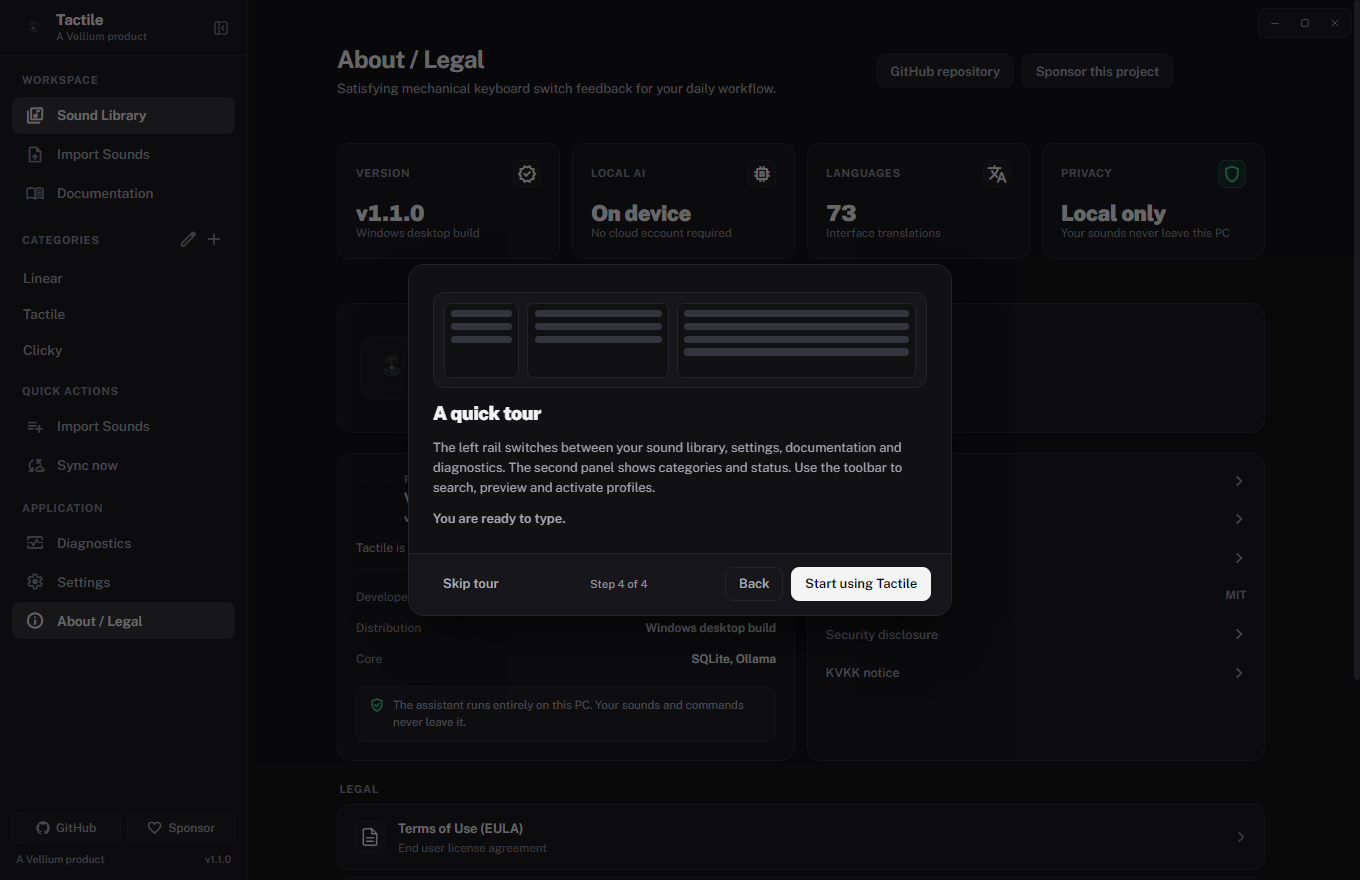 Tactile
A Vellium product
WORKSPACE
Sound Library
Import Sounds
Documentation
CATEGORIES
Linear
Tactile
Clicky
QUICK ACTIONS
Import Sounds
Sync now
APPLICATION
Diagnostics
Settings
About / Legal
GitHub
Sponsor
A Vellium product
v1.1.0
About / Legal
Satisfying mechanical keyboard switch feedback for your daily workflow.
GitHub repository
Sponsor this project
VERSION
v1.1.0
Windows desktop build
LOCAL AI
On device
No cloud account required
LANGUAGES
73
Interface translations
PRIVACY
Local only
Your sounds never leave this PC
A quick tour
The left rail switches between your sound library, settings, documentation and
diagnostics. The second panel shows categories and status. Use the toolbar to
search, preview and activate profiles.
You are ready to type.
Skip tour
Step 4 of 4
Back
Start using Tactile
Tactile is
Develope
Distribution
Windows desktop build
Core
SQLite, Ollama
The assistant runs entirely on this PC. Your sounds and commands
never leave it.
MIT
Security disclosure
KVKK notice
LEGAL
Terms of Use (EULA)
End user license agreement